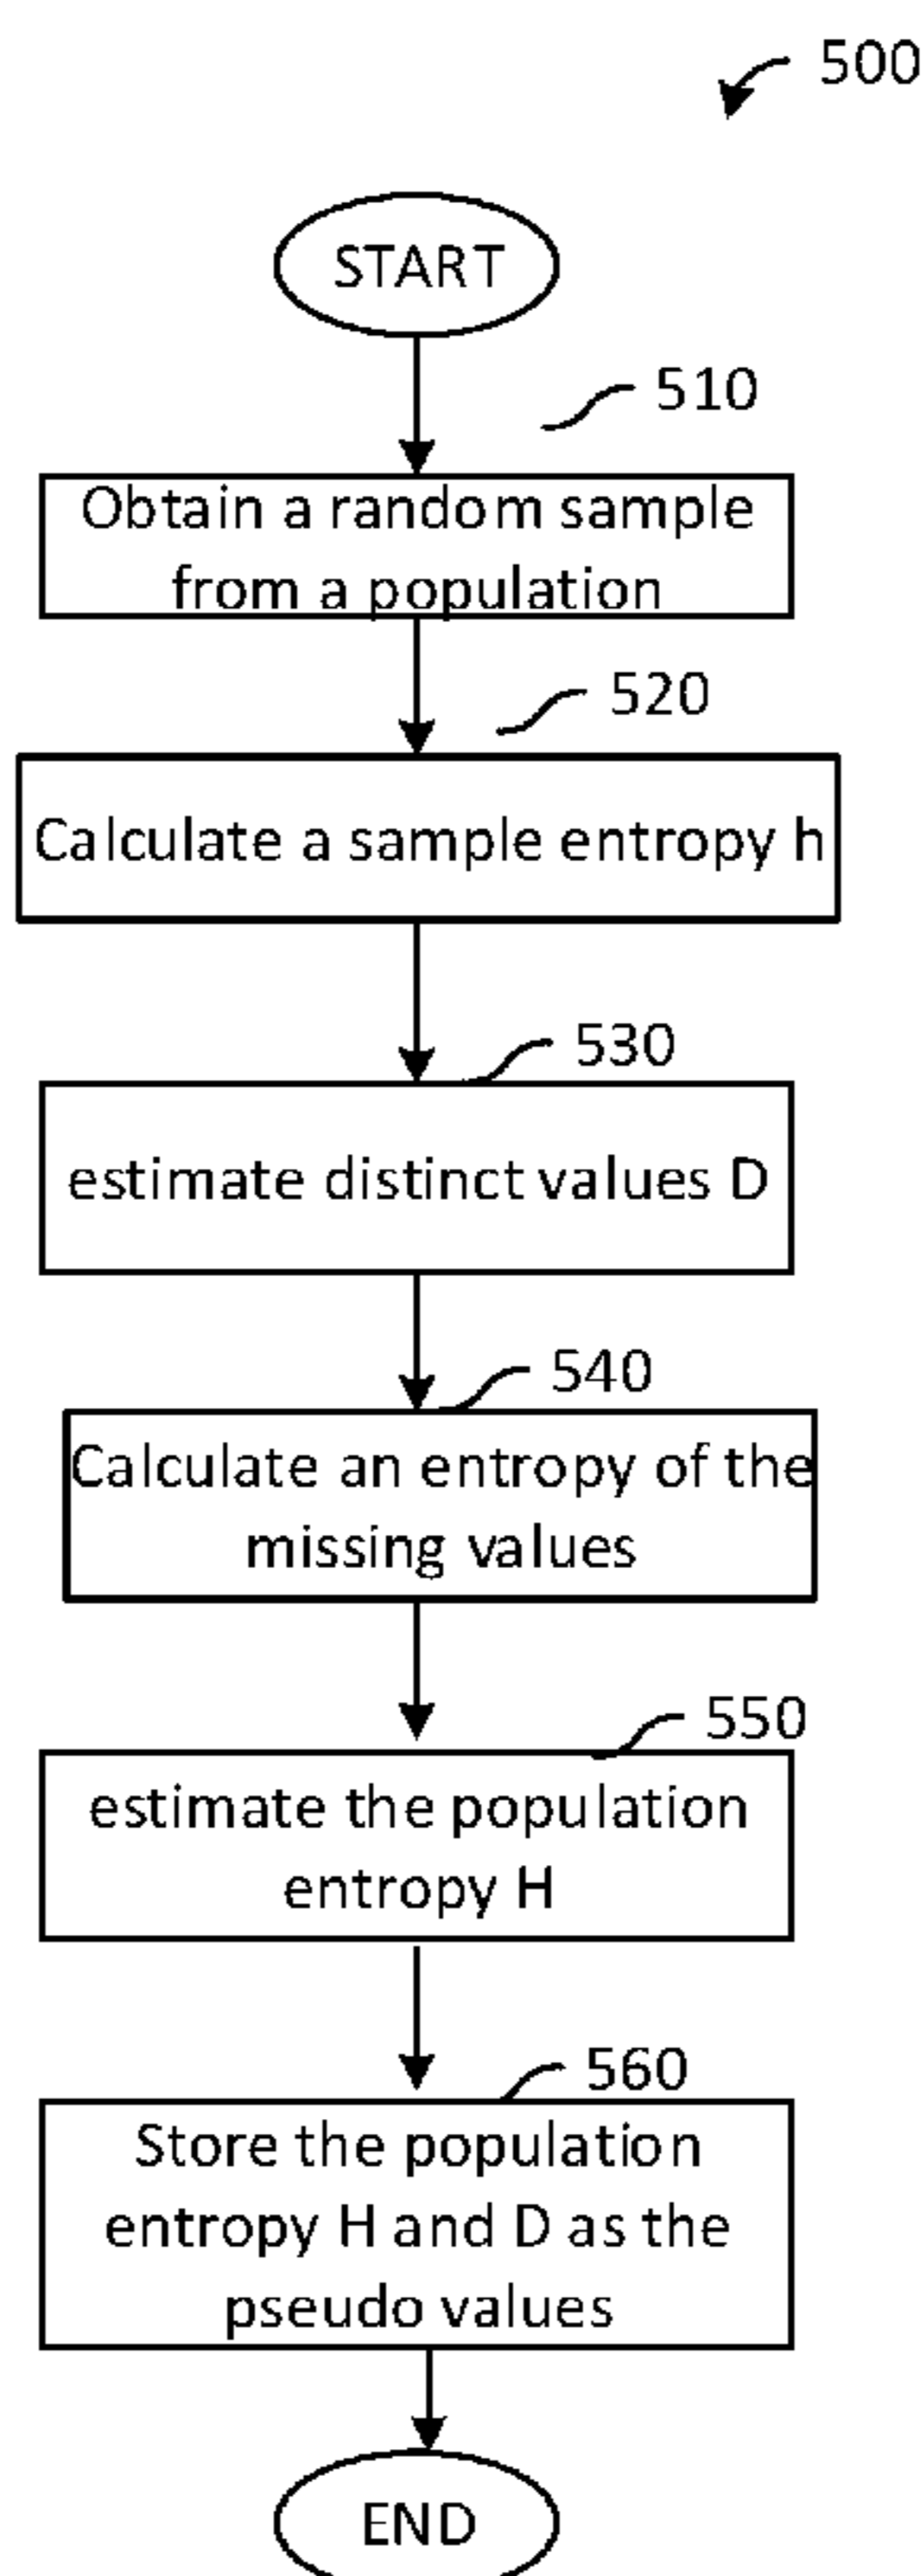 500
START
510
Obtain a random sample
from a population
520
Calculate a sample entropy h
530
estimate distinct values D
540
Calculate an entropy of the
missing values
550
estimate the population
entropy H
560
Store the population
entropy H and D as the
pseudo values
END